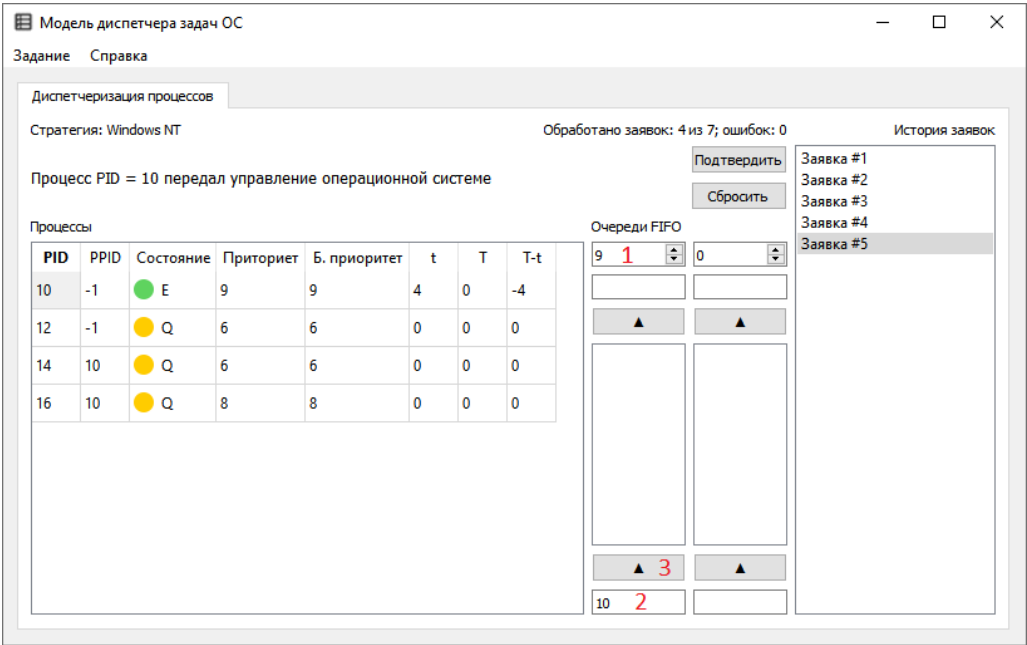 Модель диспетчера задач ОС
Задание Справка
Диспетчеризация процессов
Стратегия: Windows NT
Обработано заявок: 4 из 7; ошибок: 0
История заявок
Процесс PID = 10 передал управление операционной системе
Подтвердить
Сбросить
Заявка #1
Заявка #2
Заявка #3
Заявка #4
Заявка #5
Процессы
Очереди FIFO
PID PPID Состояние Приториет Б. приоритет t T T-t
10 -1 E 9 9 4 0 -4
12 -1 Q 6 6 0 0 0
14 10 Q 6 6 0 0 0
16 10 Q 8 8 0 0 0
9 1 0
▲ ▲
▲ 3 ▲
10 2